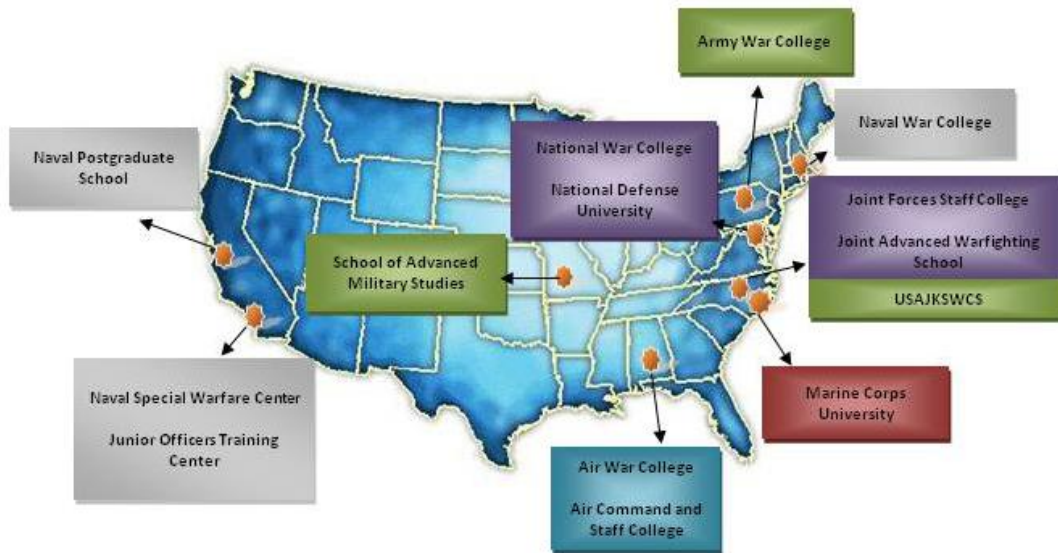 Army War College
Naval War College
National War College
National Defense
University
Naval Postgraduate
School
Joint Forces Staff College
Joint Advanced Warfighting
School
USAJKSWCS
School of Advanced
Military Studies
Marine Corps
University
Naval Special Warfare Center
Junior Officers Training
Center
Air War College
Air Command and
Staff College